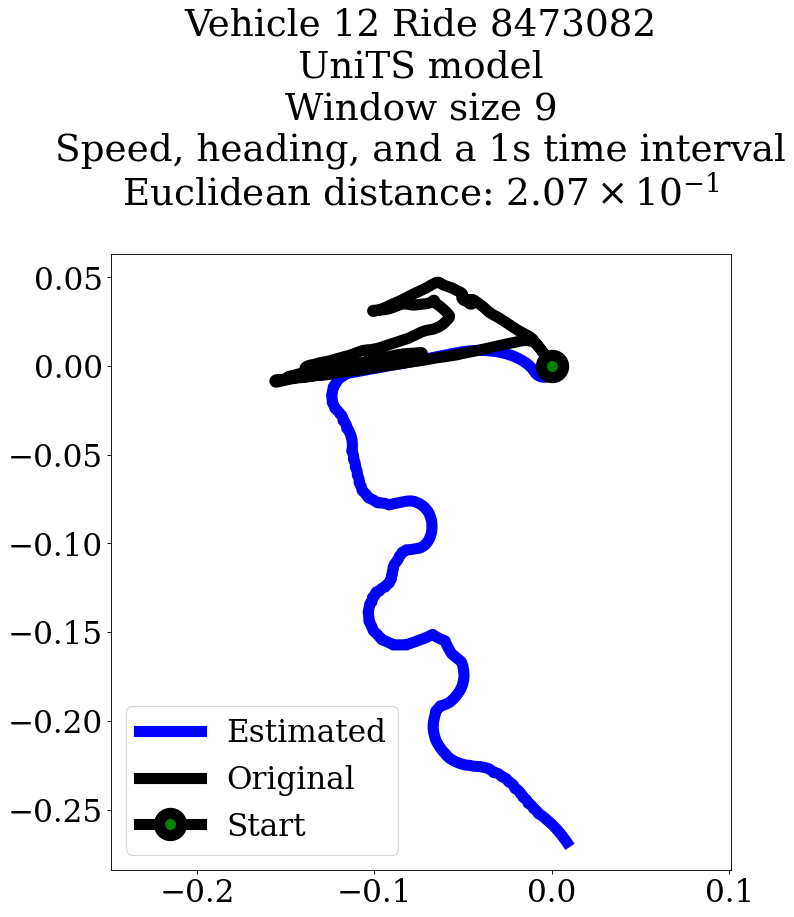 Vehicle 12 Ride 8473082
UniTS model
Window size 9
Speed, heading, and a 1s time interval
Euclidean distance: 2.07 × 10⁻¹
0.05
0.00
−0.05
−0.10
−0.15
−0.20
−0.25
Estimated
Original
Start
−0.2 −0.1 0.0 0.1